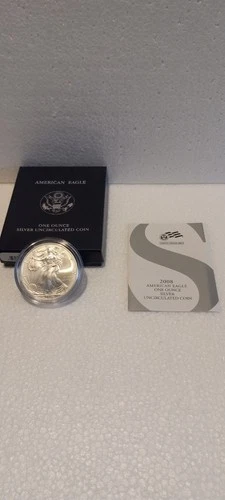 AMERICAN EAGLE
ONE OUNCE
SILVER UNCIRCULATED COIN
2008
AMERICAN EAGLE
ONE OUNCE
SILVER
UNCIRCULATED COIN
S